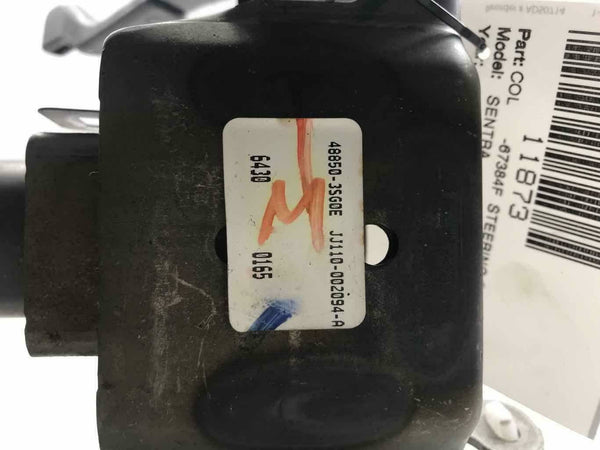 48850-3SG0E JJ110-002094-A
6430 0165
Part: COL -67384F STEERING
Model: SENTRA
11873